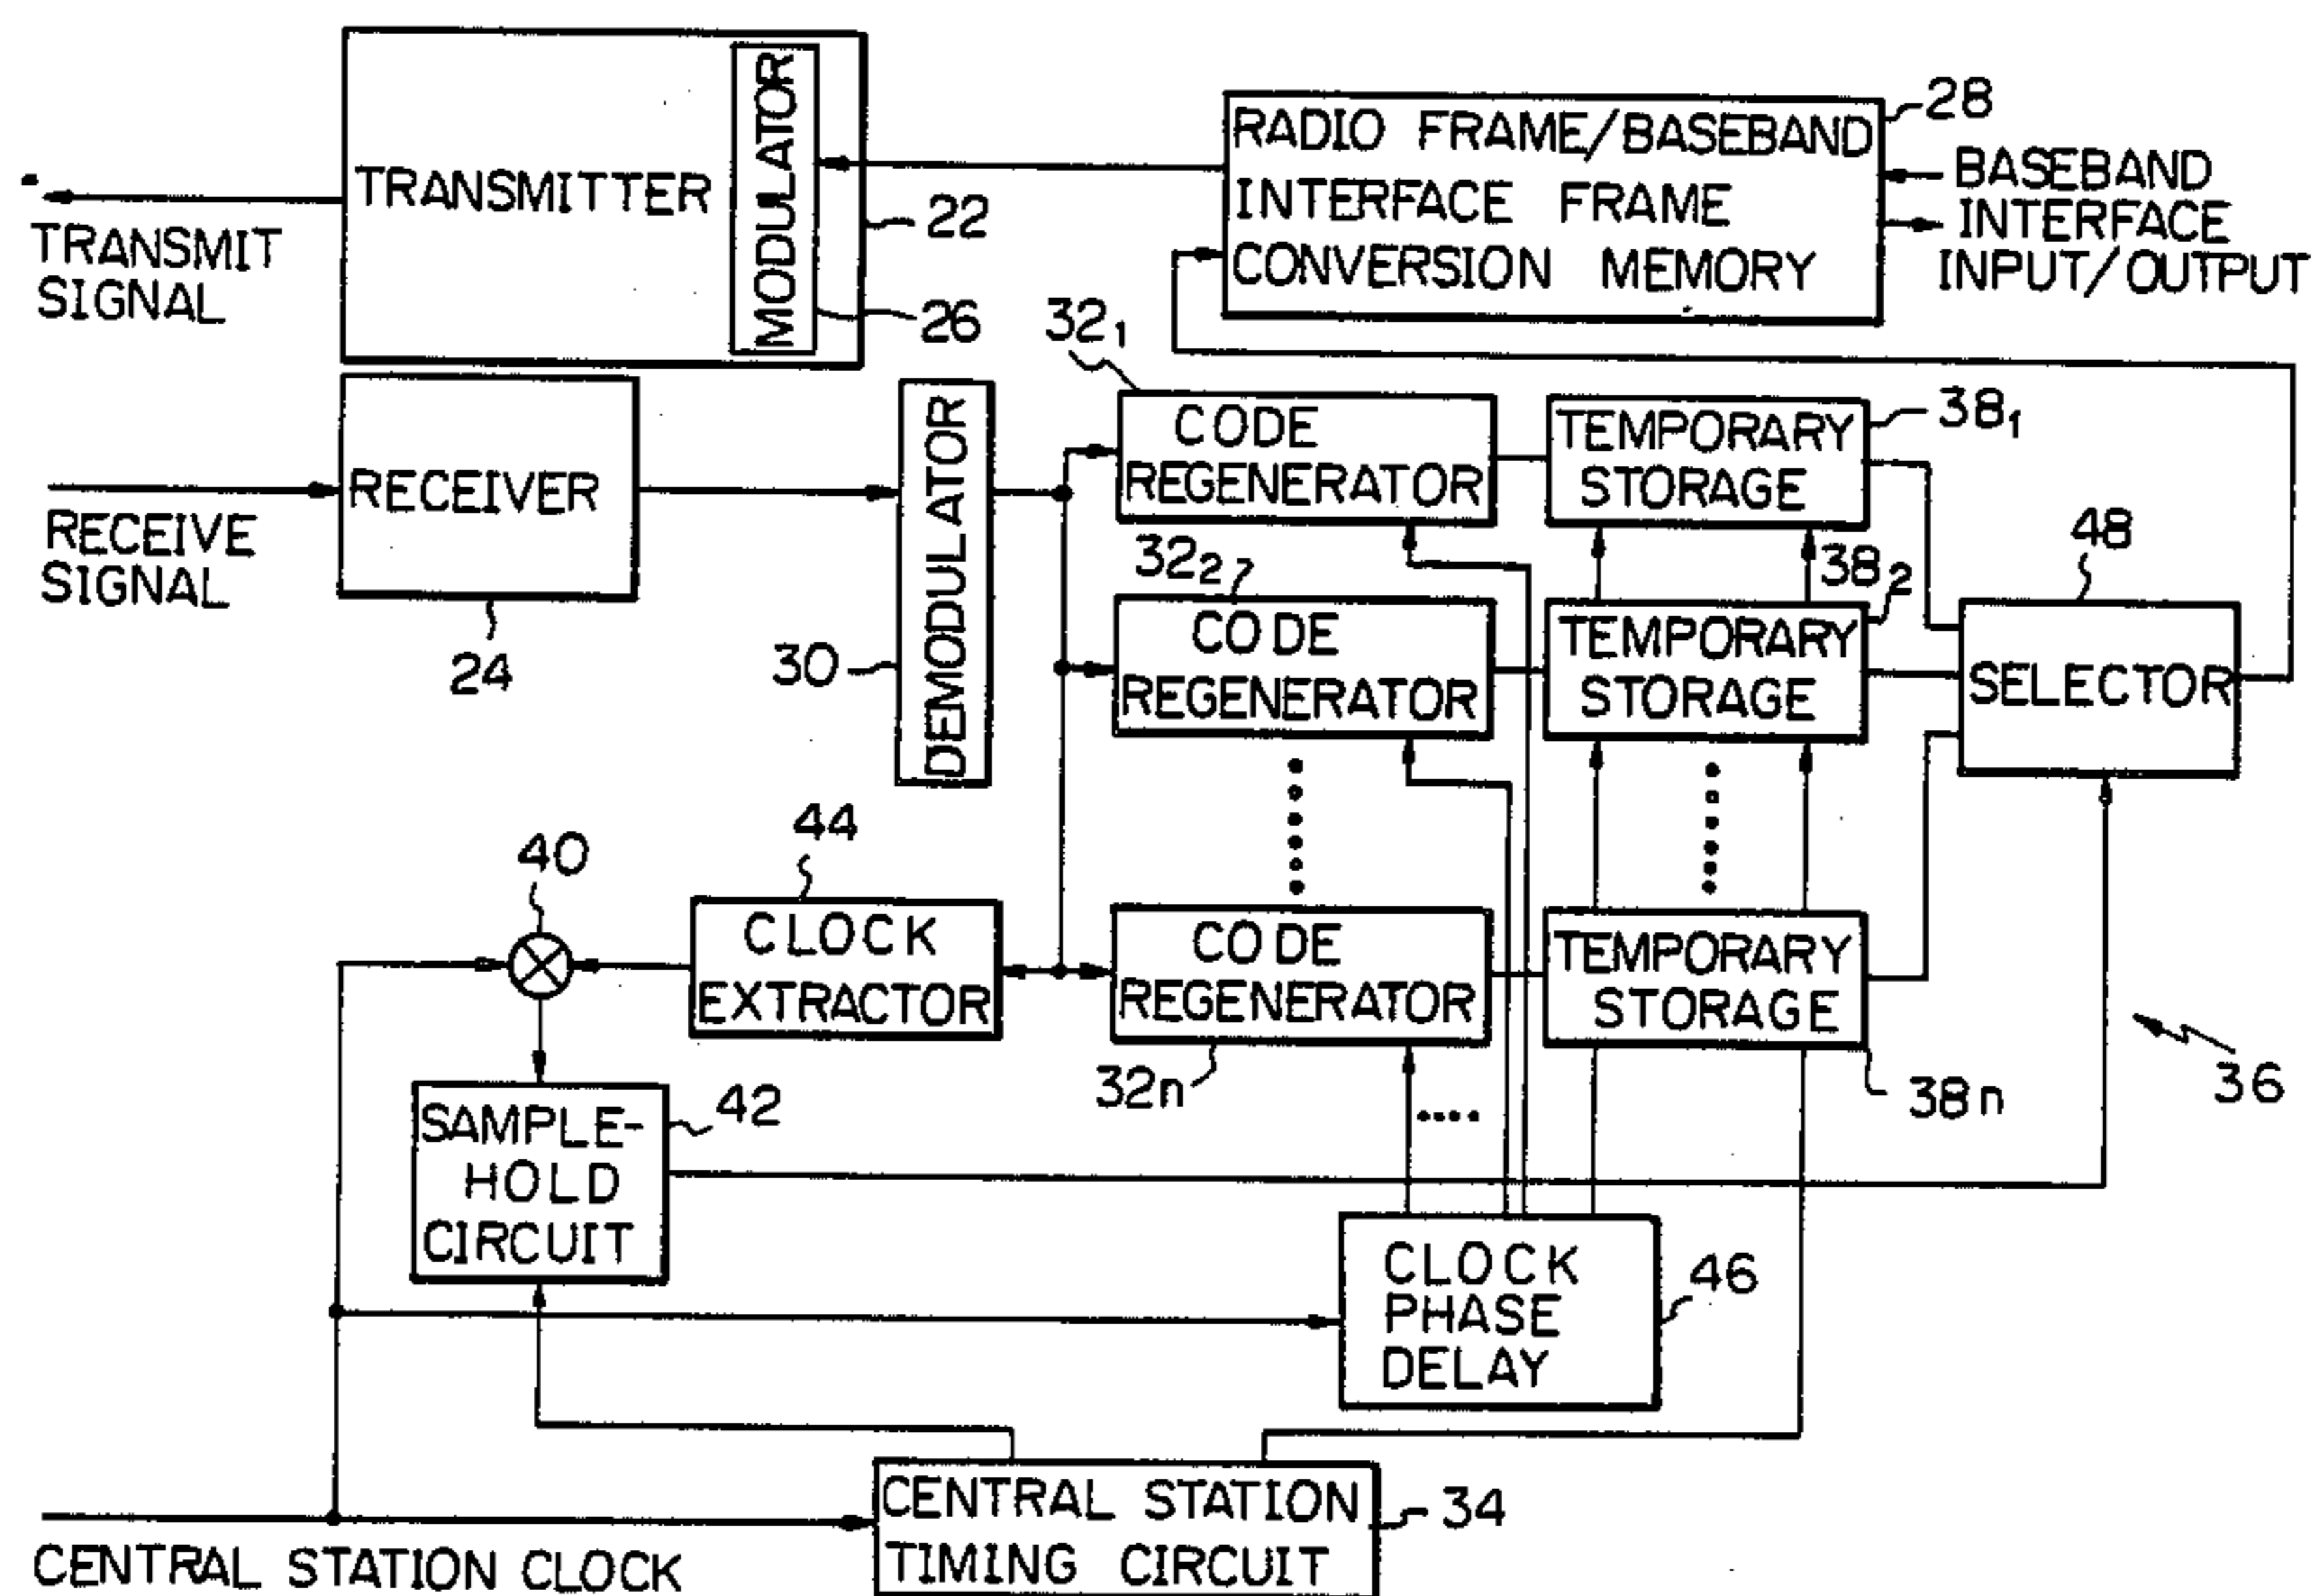 TRANSMITTER
MODULATOR
22
26
TRANSMIT
SIGNAL
RADIO FRAME/BASEBAND
INTERFACE FRAME
CONVERSION MEMORY
28
BASEBAND
INTERFACE
INPUT/OUTPUT
RECEIVER
24
RECEIVE
SIGNAL
DEMODULATOR
30
32₁
CODE
REGENERATOR
TEMPORARY
STORAGE
38₁
32₂
CODE
REGENERATOR
TEMPORARY
STORAGE
38₂
48
SELECTOR
40
44
CLOCK
EXTRACTOR
CODE
REGENERATOR
32n
TEMPORARY
STORAGE
38n
36
SAMPLE-
HOLD
CIRCUIT
42
CLOCK
PHASE
DELAY
46
CENTRAL STATION
TIMING CIRCUIT
34
CENTRAL STATION CLOCK